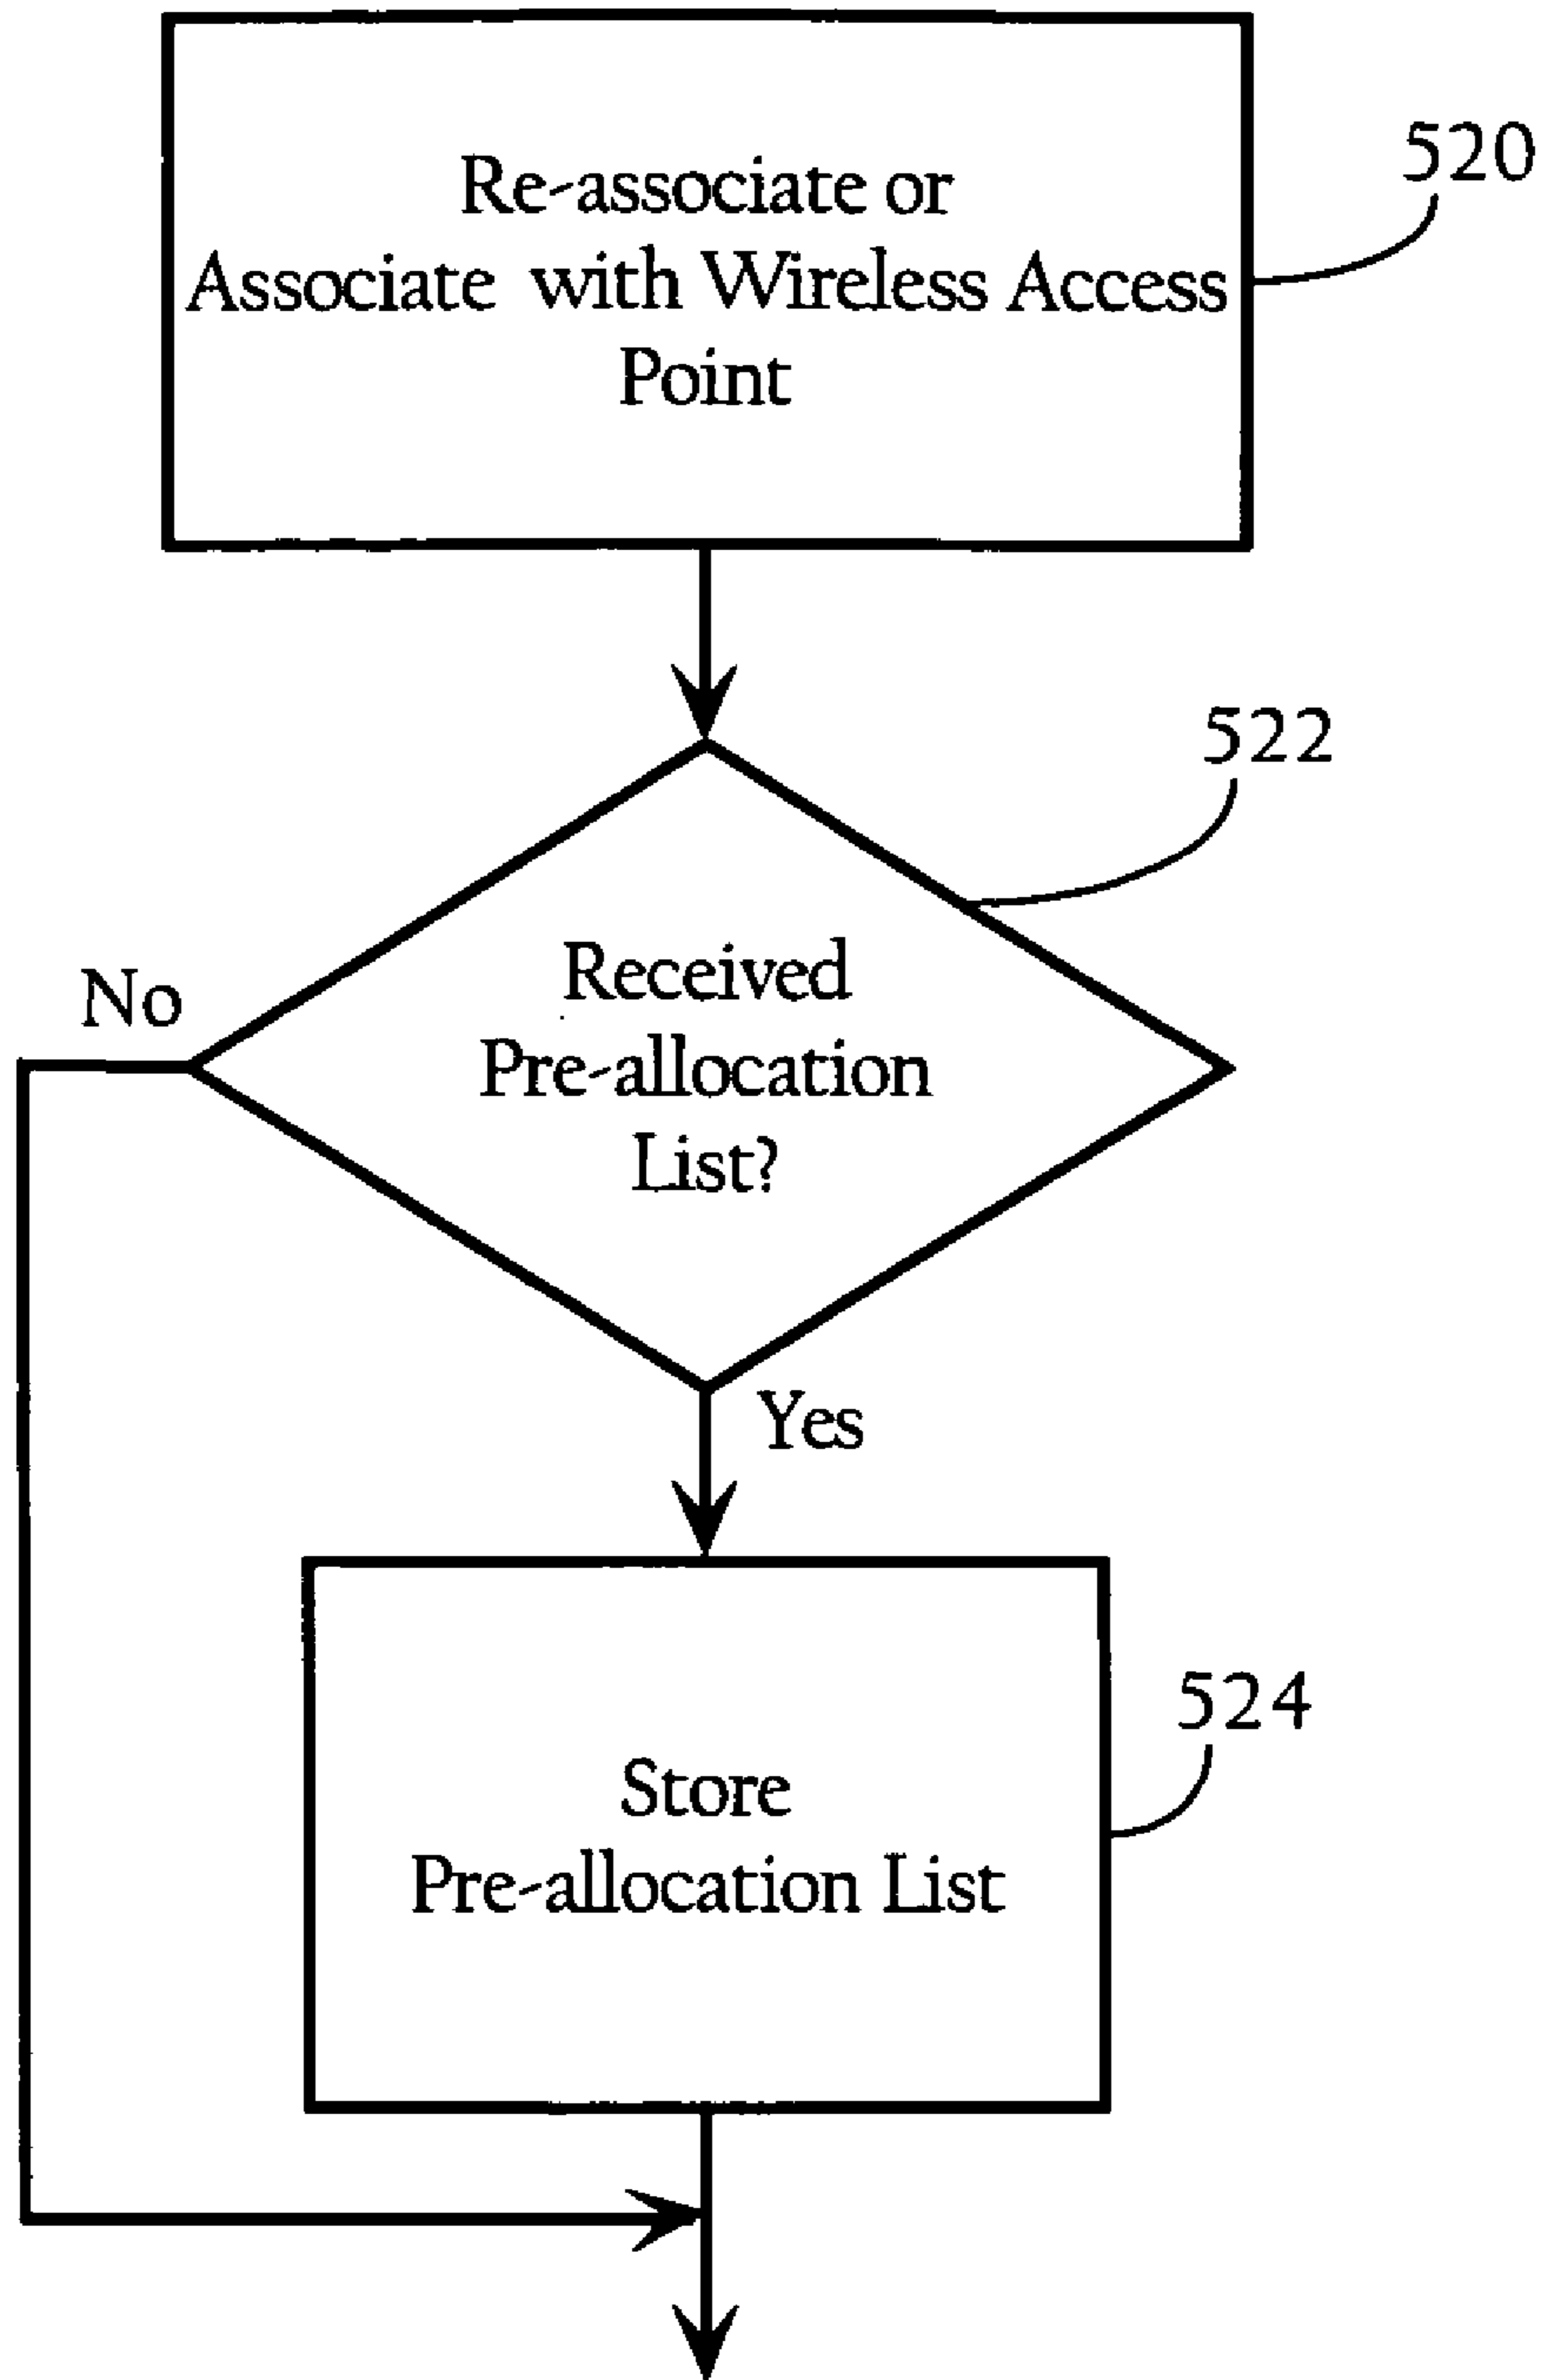 Re-associate or
Associate with Wireless Access
Point
520
522
Received
Pre-allocation
List?
No
Yes
524
Store
Pre-allocation List